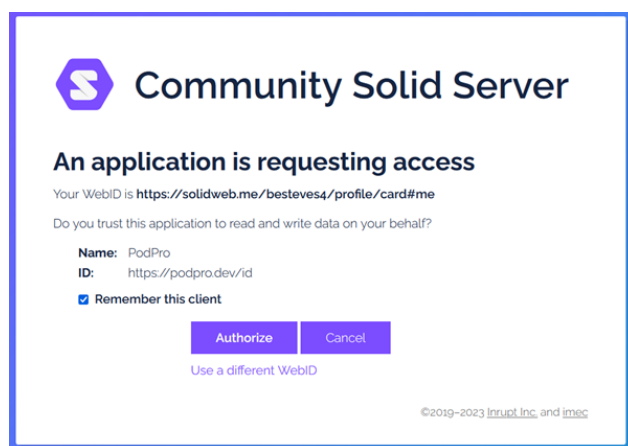 Community Solid Server
An application is requesting access
Your WebID is https://solidweb.me/besteves4/profile/card#me
Do you trust this application to read and write data on your behalf?
Name: PodPro
ID: https://podpro.dev/id
Remember this client
Authorize Cancel
Use a different WebID
©2019–2023 Inrupt Inc. and imec